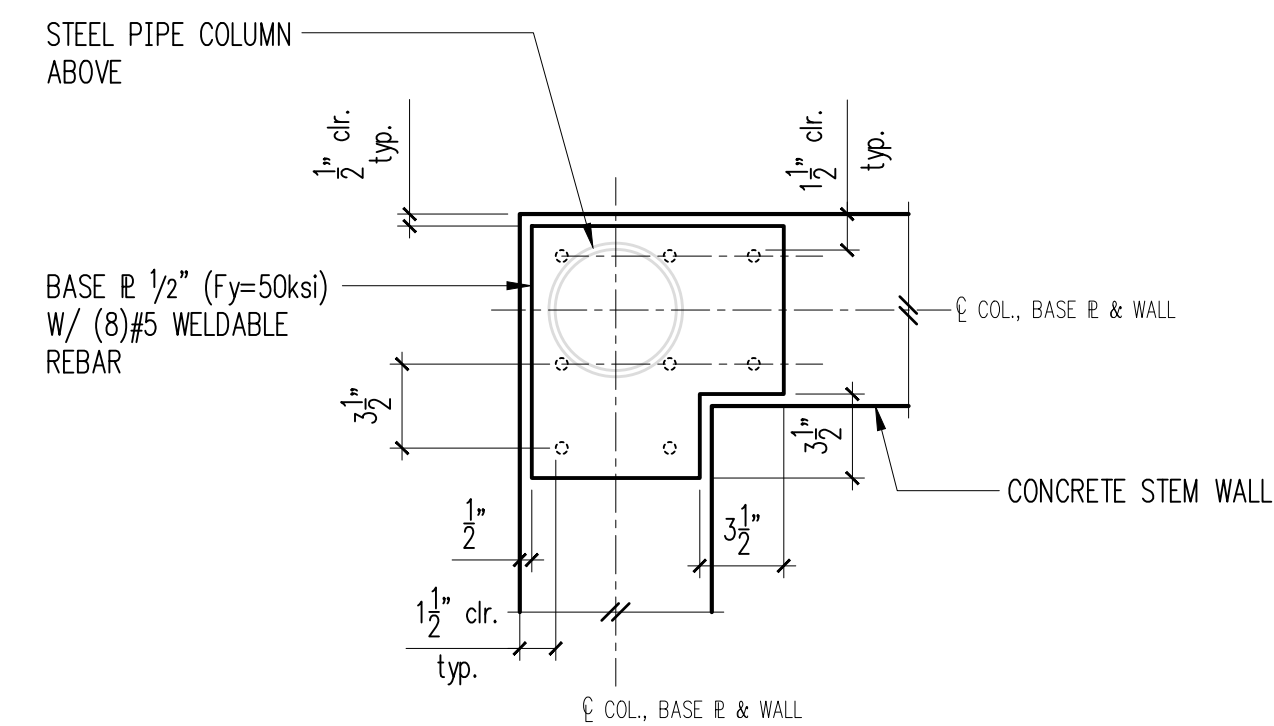 STEEL PIPE COLUMN
ABOVE
1/2" clr.
typ.
1 1/2" clr.
typ.
BASE ⅊ 1/2" (Fy=50ksi)
W/ (8)#5 WELDABLE
REBAR
℄ COL., BASE ⅊ & WALL
3 1/2"
3 1/2"
CONCRETE STEM WALL
1/2"
3 1/2"
1 1/2" clr.
typ.
℄ COL., BASE ⅊ & WALL